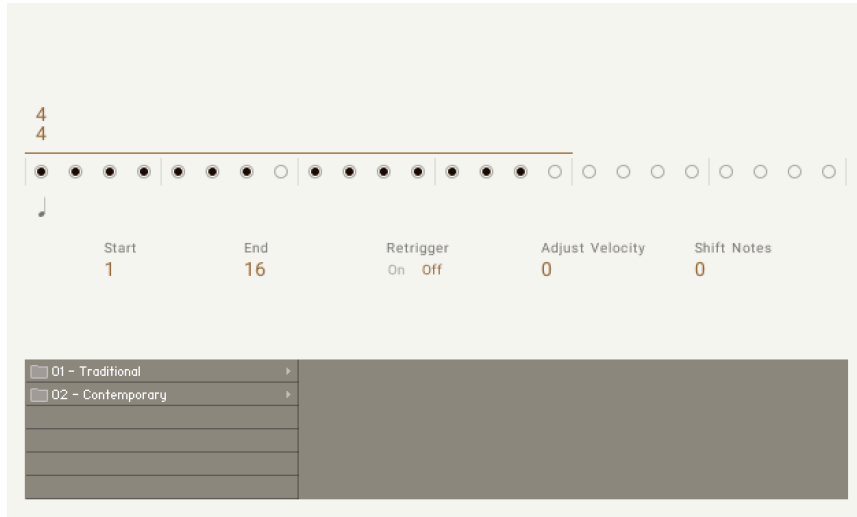 4
4
Start End Retrigger Adjust Velocity Shift Notes
1 16 On Off 0 0
01 - Traditional
02 - Contemporary